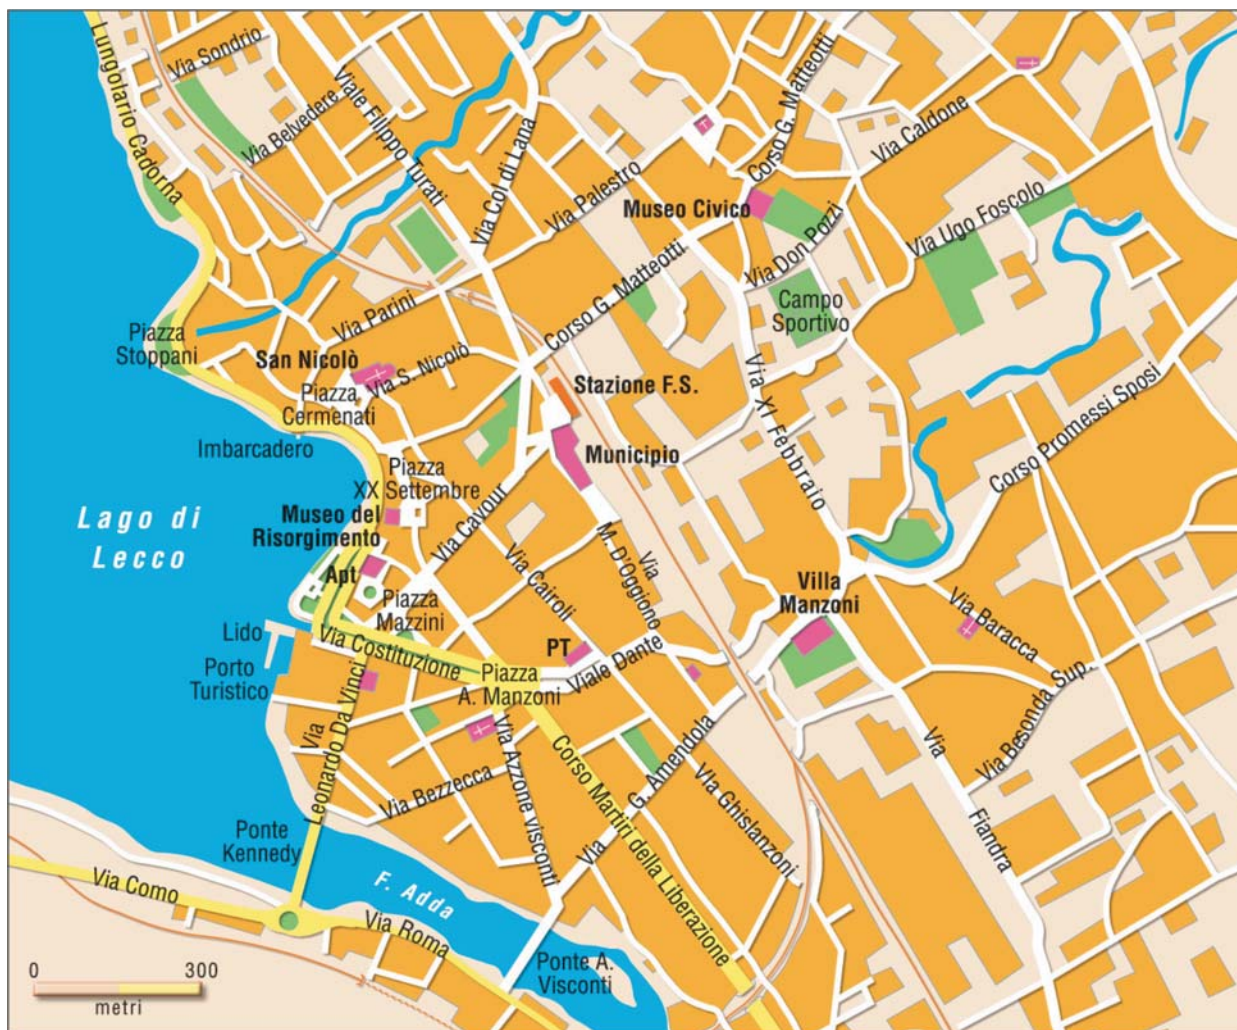 Lungolario Cadorna
Via Sondrio
Via Belvedere
Viale Filippo Turati
Via Col di Lana
Via Palestro
Corso G. Matteotti
Via Caldone
Museo Civico
Via Ugo Foscolo
Via Don Pozzi
Corso G. Matteotti
Campo
Sportivo
Via Parini
Piazza
Stoppani
San Nicolò
Via S. Nicolò
Piazza
Cermenati
Stazione F.S.
Via XI Febbraio
Corso Promessi Sposi
Imbarcadero
Municipio
Piazza
XX Settembre
Via Cavour
Museo del
Risorgimento
Lago di
Lecco
Via
M. D'Oggiono
Via Cairoli
Apt
Piazza
Mazzini
Villa
Manzoni
Via Baracca
Lido
Via Costituzione
PT
Viale Dante
Porto
Turistico
Piazza
A. Manzoni
Via Besonda Sup.
Via
Leonardo Da Vinci
Via Bezzecca
Via Azzone visconti
Corso Martiri della Liberazione
Via G. Amendola
VIa Ghislanzoni
Via Fiandra
Ponte
Kennedy
Via Como
F. Adda
Via Roma
Ponte A.
Visconti
0 300
metri